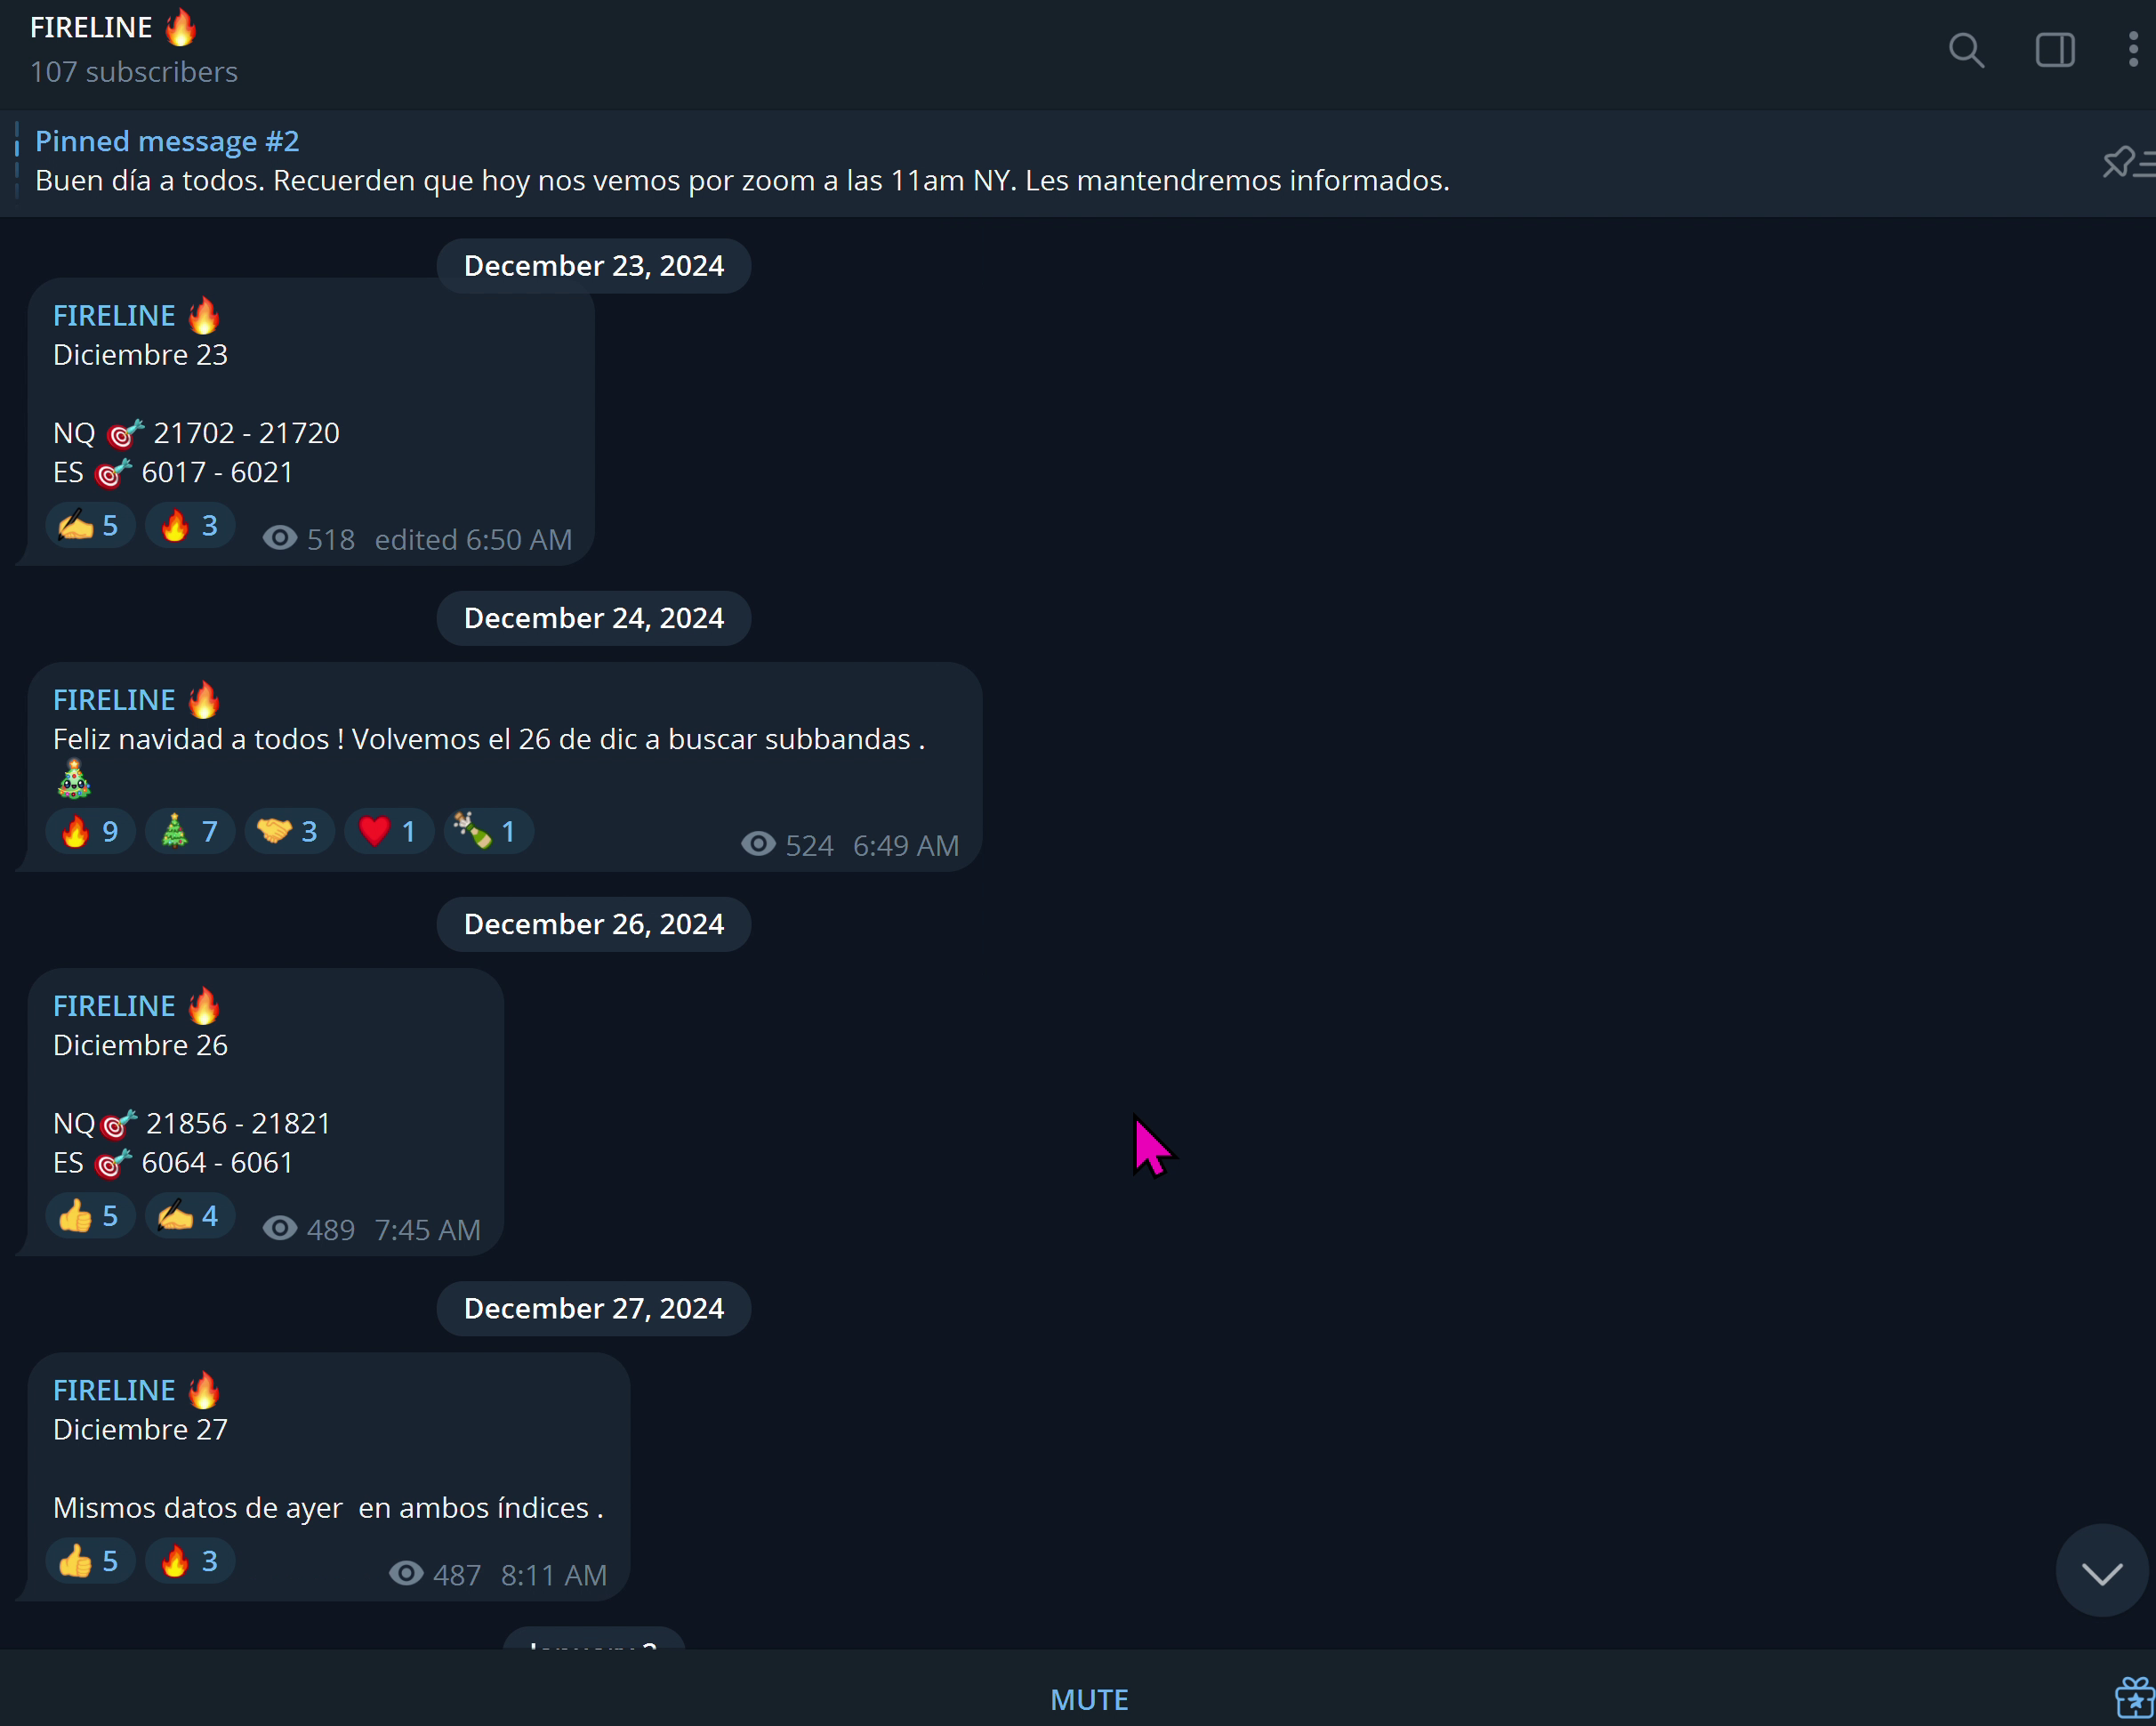 FIRELINE 🔥
107 subscribers
Pinned message #2
Buen día a todos. Recuerden que hoy nos vemos por zoom a las 11am NY. Les mantendremos informados.
December 23, 2024
FIRELINE 🔥
Diciembre 23
NQ 🎯 21702 - 21720
ES 🎯 6017 - 6021
✍️ 5 🔥 3 518 edited 6:50 AM
December 24, 2024
FIRELINE 🔥
Feliz navidad a todos ! Volvemos el 26 de dic a buscar subbandas .
🎄
🔥 9 🎄 7 🤝 3 ❤️ 1 🍾 1 524 6:49 AM
December 26, 2024
FIRELINE 🔥
Diciembre 26
NQ🎯 21856 - 21821
ES 🎯 6064 - 6061
👍 5 ✍️ 4 489 7:45 AM
December 27, 2024
FIRELINE 🔥
Diciembre 27
Mismos datos de ayer  en ambos índices .
👍 5 🔥 3 487 8:11 AM
MUTE